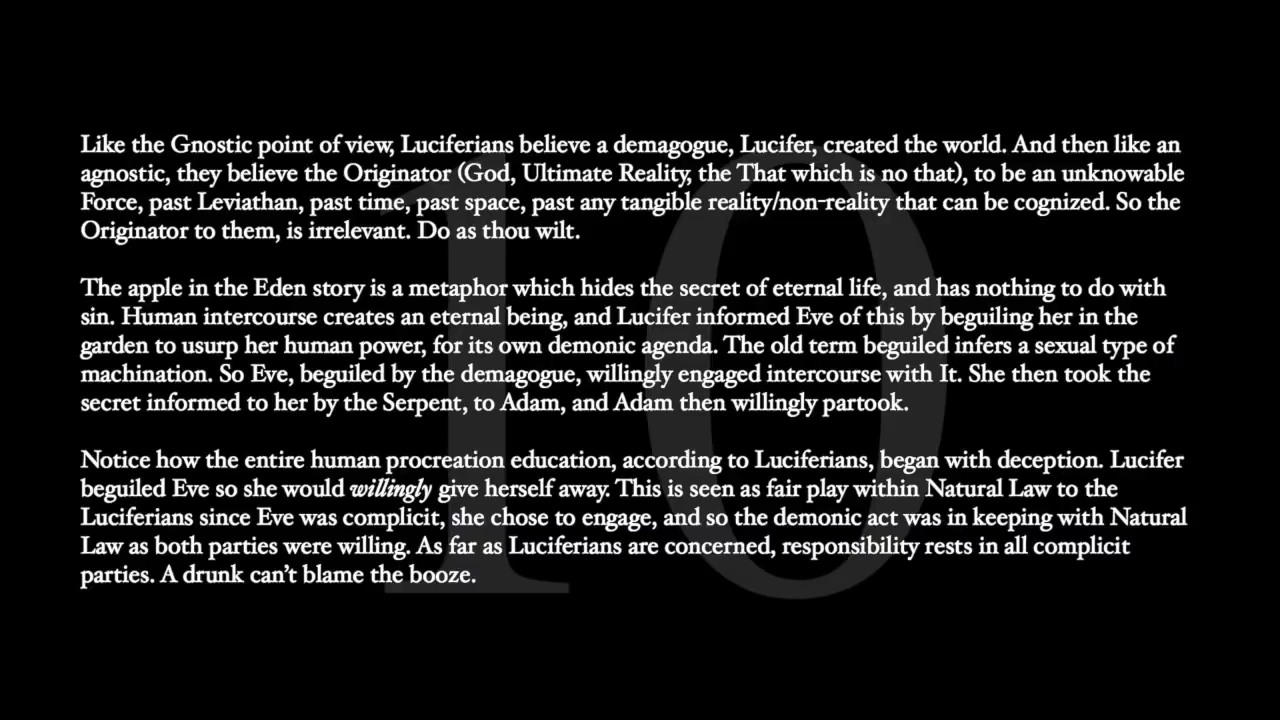 Like the Gnostic point of view, Luciferians believe a demagogue, Lucifer, created the world. And then like an
agnostic, they believe the Originator (God, Ultimate Reality, the That which is no that), to be an unknowable
Force, past Leviathan, past time, past space, past any tangible reality/non-reality that can be cognized. So the
Originator to them, is irrelevant. Do as thou wilt.
The apple in the Eden story is a metaphor which hides the secret of eternal life, and has nothing to do with
sin. Human intercourse creates an eternal being, and Lucifer informed Eve of this by beguiling her in the
garden to usurp her human power, for its own demonic agenda. The old term beguiled infers a sexual type of
machination. So Eve, beguiled by the demagogue, willingly engaged intercourse with It. She then took the
secret informed to her by the Serpent, to Adam, and Adam then willingly partook.
Notice how the entire human procreation education, according to Luciferians, began with deception. Lucifer
beguiled Eve so she would willingly give herself away. This is seen as fair play within Natural Law to the
Luciferians since Eve was complicit, she chose to engage, and so the demonic act was in keeping with Natural
Law as both parties were willing. As far as Luciferians are concerned, responsibility rests in all complicit
parties. A drunk can't blame the booze.
10